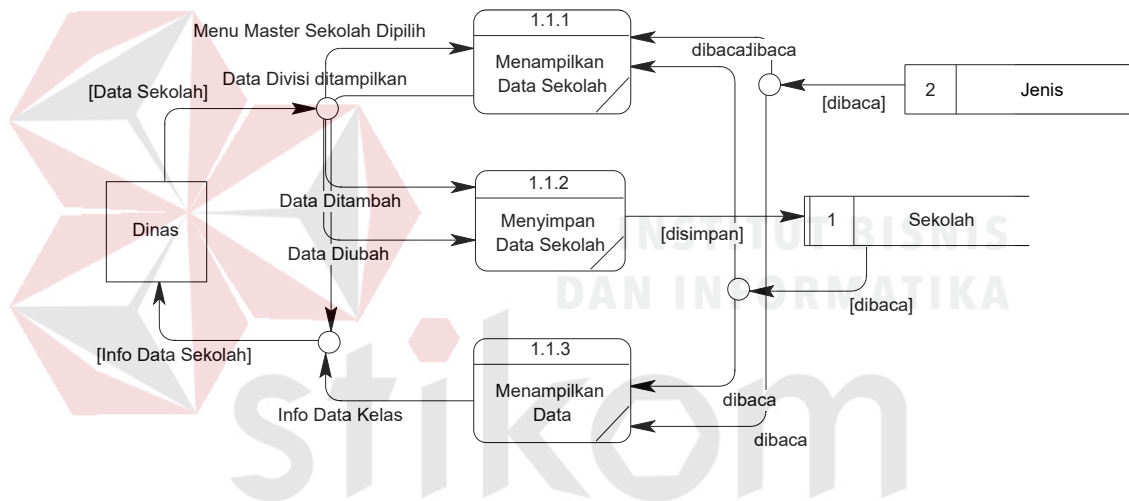 Menu Master Sekolah Dipilih
1.1.1
Menampilkan
Data Sekolah
dibacadibaca
Data Divisi ditampilkan
[Data Sekolah]
2
Jenis
[dibaca]
1.1.2
Menyimpan
Data Sekolah
Data Ditambah
Dinas
Data Diubah
[disimpan]
1
Sekolah
INSTITUT BISNIS
DAN INFORMATIKA
[dibaca]
[Info Data Sekolah]
1.1.3
Menampilkan
Data
Info Data Kelas
dibaca
dibaca
stikom